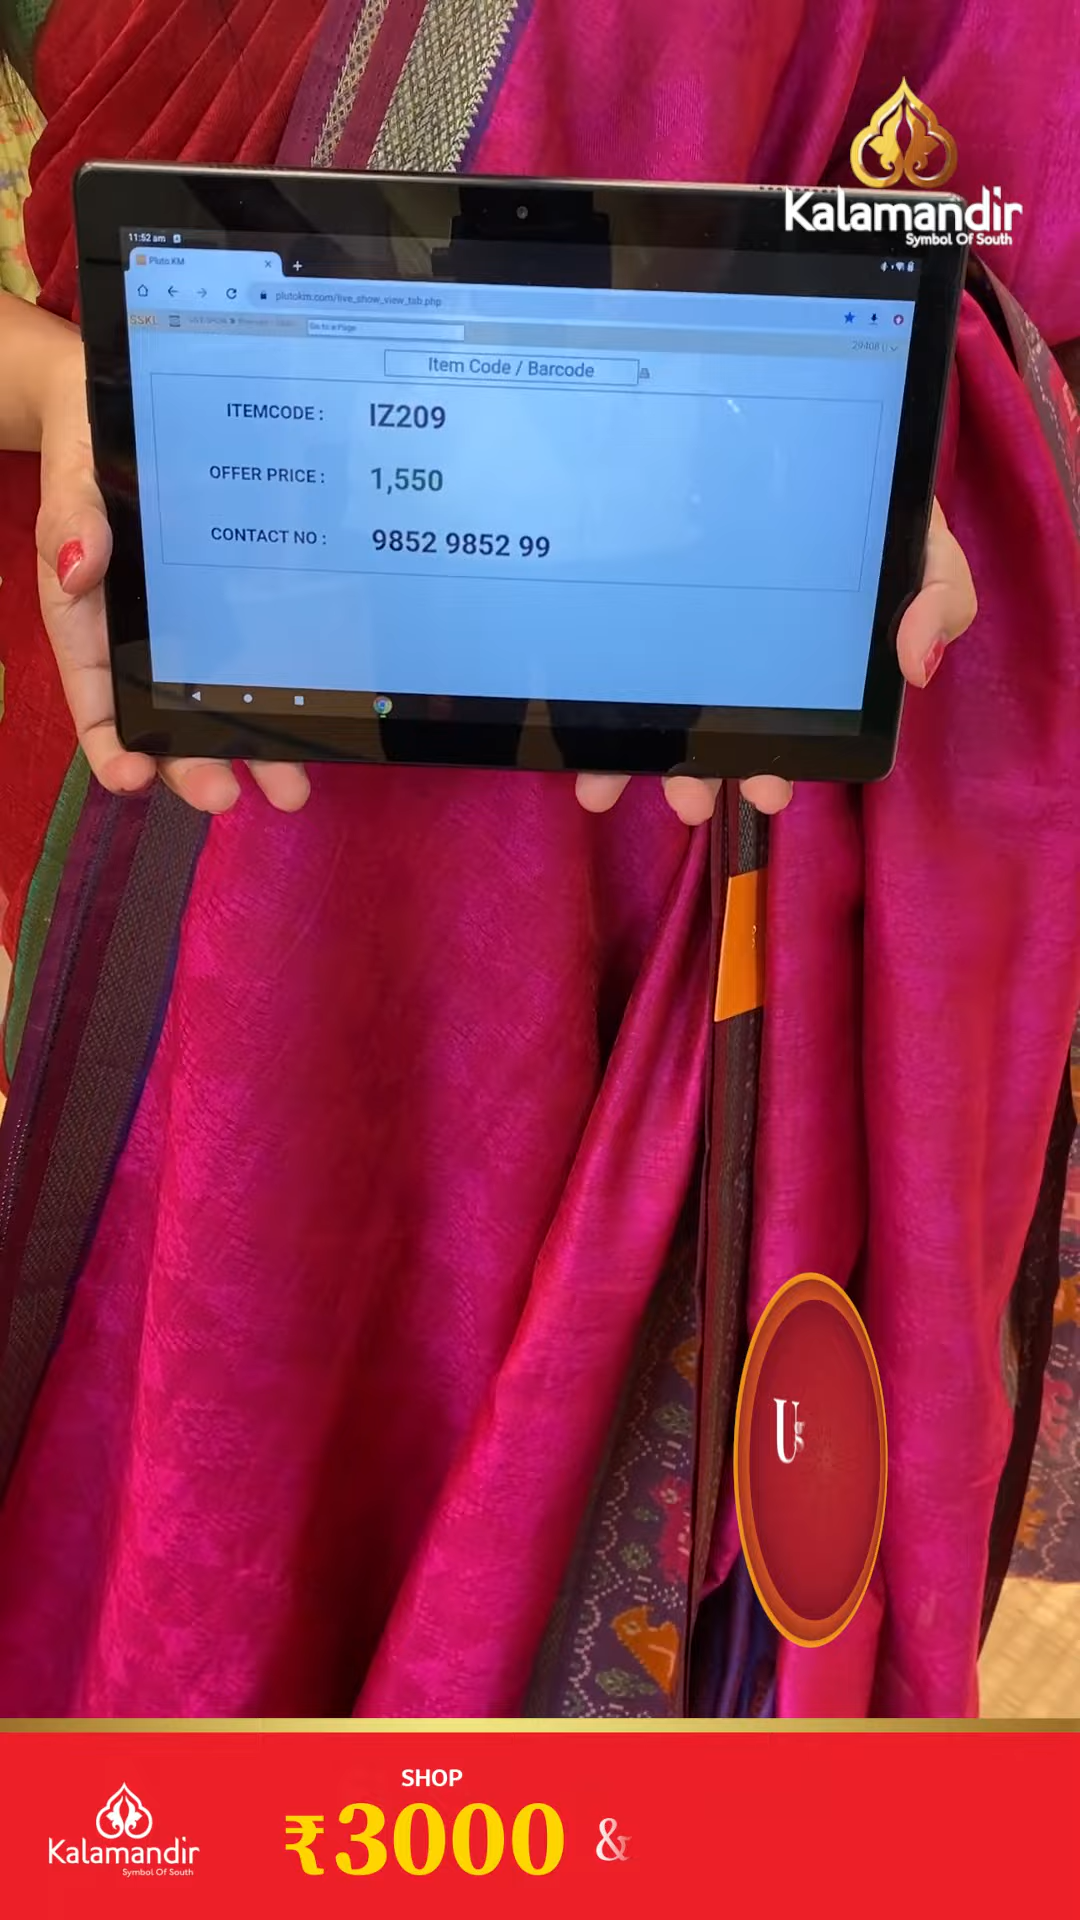 Kalamandir
Symbol Of South
11:52 am
Pluto KM
plutokm.com/live_show_view_tab.php
SSKL
Go to a Page
29408
Item Code / Barcode
ITEMCODE : IZ209
OFFER PRICE : 1,550
CONTACT NO : 9852 9852 99
U
SHOP
₹3000 &
Kalamandir
Symbol Of South